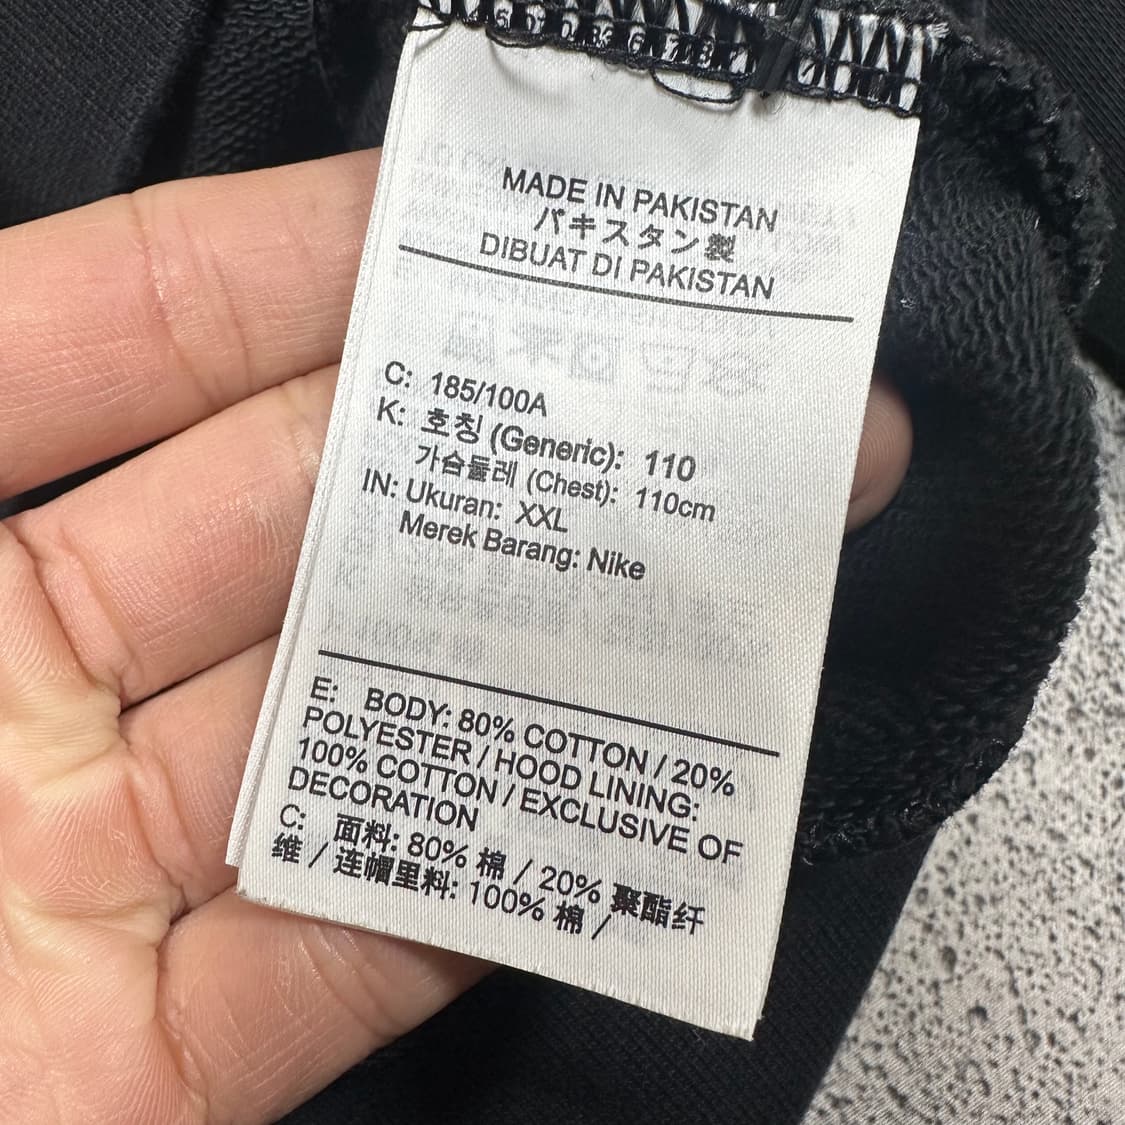 MADE IN PAKISTAN
パキスタン製
DIBUAT DI PAKISTAN
C: 185/100A
K: 호칭 (Generic): 110
가슴둘레 (Chest): 110cm
IN: Ukuran: XXL
Merek Barang: Nike
E: BODY: 80% COTTON / 20%
POLYESTER / HOOD LINING:
100% COTTON / EXCLUSIVE OF
DECORATION
C: 面料: 80% 棉 / 20% 聚酯纤
维 / 连帽里料: 100% 棉 /